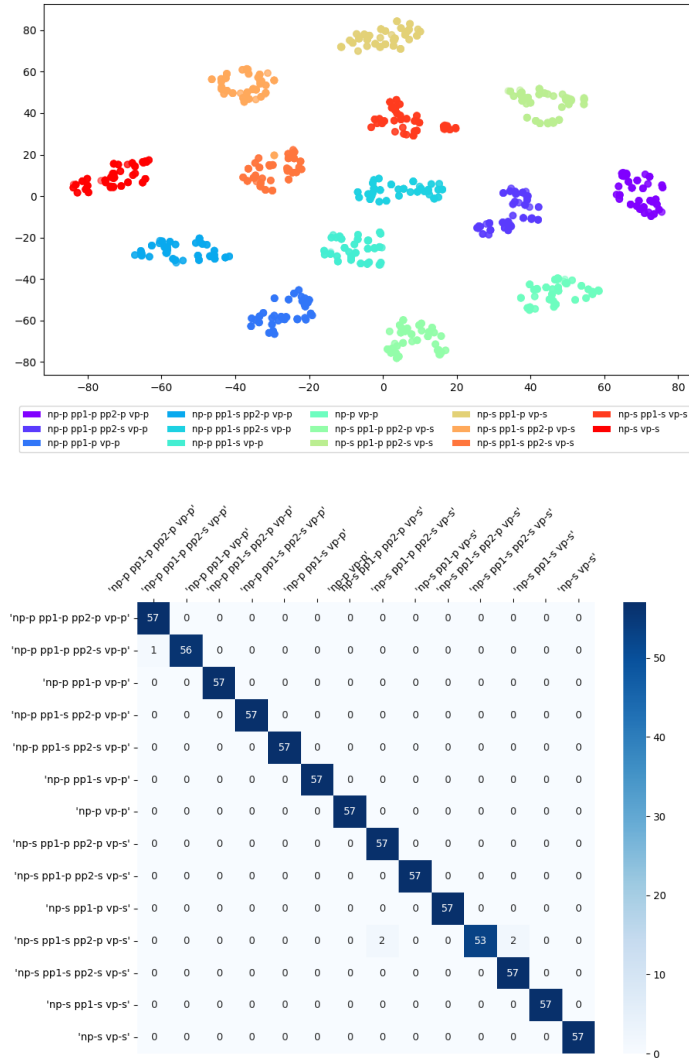 80
60
40
20
0
−20
−40
−60
−80
−80 −60 −40 −20 0 20 40 60 80
np-p pp1-p pp2-p vp-p np-p pp1-s pp2-p vp-p np-p vp-p np-s pp1-p vp-s np-s pp1-s vp-s
np-p pp1-p pp2-s vp-p np-p pp1-s pp2-s vp-p np-s pp1-p pp2-p vp-s np-s pp1-s pp2-p vp-s np-s vp-s
np-p pp1-p vp-p np-p pp1-s vp-p np-s pp1-p pp2-s vp-s np-s pp1-s pp2-s vp-s
'np-p pp1-p pp2-p vp-p'
'np-p pp1-p pp2-s vp-p'
'np-p pp1-p vp-p'
'np-p pp1-s pp2-p vp-p'
'np-p pp1-s pp2-s vp-p'
'np-p pp1-s vp-p'
'np-p vp-p'
'np-s pp1-p pp2-p vp-s'
'np-s pp1-p pp2-s vp-s'
'np-s pp1-p vp-s'
'np-s pp1-s pp2-p vp-s'
'np-s pp1-s pp2-s vp-s'
'np-s pp1-s vp-s'
'np-s vp-s'
'np-p pp1-p pp2-p vp-p' 57 0 0 0 0 0 0 0 0 0 0 0 0 0
'np-p pp1-p pp2-s vp-p' 1 56 0 0 0 0 0 0 0 0 0 0 0 0
'np-p pp1-p vp-p' 0 0 57 0 0 0 0 0 0 0 0 0 0 0
'np-p pp1-s pp2-p vp-p' 0 0 0 57 0 0 0 0 0 0 0 0 0 0
'np-p pp1-s pp2-s vp-p' 0 0 0 0 57 0 0 0 0 0 0 0 0 0
'np-p pp1-s vp-p' 0 0 0 0 0 57 0 0 0 0 0 0 0 0
'np-p vp-p' 0 0 0 0 0 0 57 0 0 0 0 0 0 0
'np-s pp1-p pp2-p vp-s' 0 0 0 0 0 0 0 57 0 0 0 0 0 0
'np-s pp1-p pp2-s vp-s' 0 0 0 0 0 0 0 0 57 0 0 0 0 0
'np-s pp1-p vp-s' 0 0 0 0 0 0 0 0 0 57 0 0 0 0
'np-s pp1-s pp2-p vp-s' 0 0 0 0 0 0 0 2 0 0 53 2 0 0
'np-s pp1-s pp2-s vp-s' 0 0 0 0 0 0 0 0 0 0 0 57 0 0
'np-s pp1-s vp-s' 0 0 0 0 0 0 0 0 0 0 0 0 57 0
'np-s vp-s' 0 0 0 0 0 0 0 0 0 0 0 0 0 57
50
40
30
20
10
0